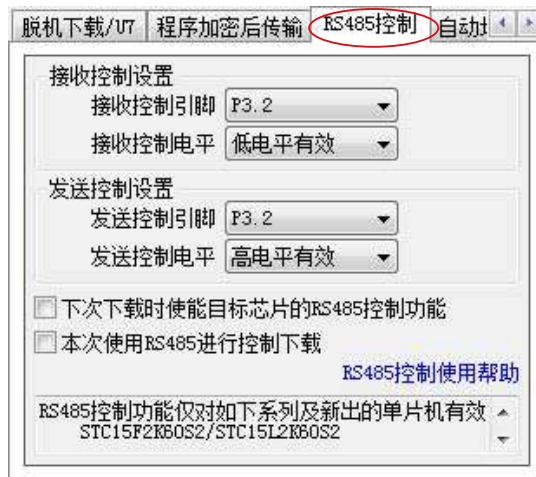 脱机下载/U7 程序加密后传输 RS485控制 自动
接收控制设置
接收控制引脚 P3.2
接收控制电平 低电平有效
发送控制设置
发送控制引脚 P3.2
发送控制电平 高电平有效
下次下载时使能目标芯片的RS485控制功能
本次使用RS485进行控制下载
RS485控制使用帮助
RS485控制功能仅对如下系列及新出的单片机有效
STC15F2K60S2/STC15L2K60S2